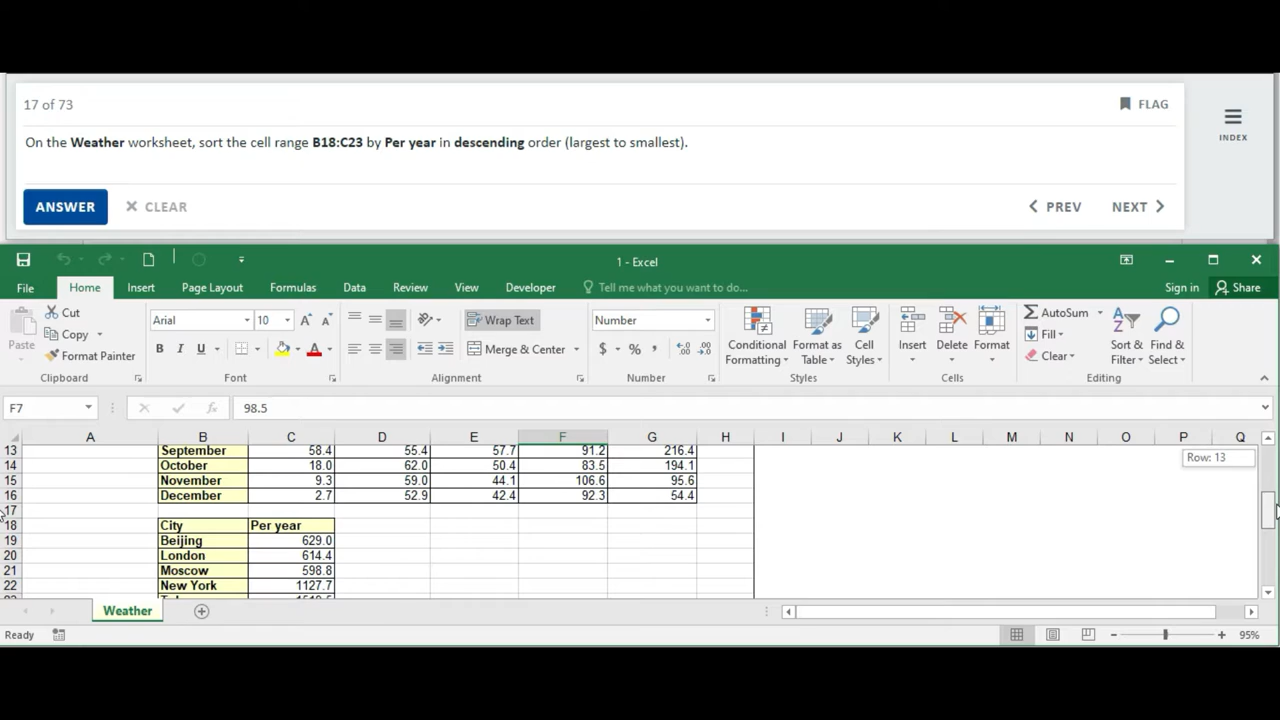 17 of 73
FLAG
INDEX
On the Weather worksheet, sort the cell range B18:C23 by Per year in descending order (largest to smallest).
ANSWER
CLEAR
PREV
NEXT
1 - Excel
File Home Insert Page Layout Formulas Data Review View Developer Tell me what you want to do... Sign in Share
Paste
Cut
Copy
Format Painter
Clipboard
Arial 10
B I U
Font
Wrap Text
Merge & Center
Alignment
Number
$ % ,
Number
Conditional Formatting
Format as Table
Cell Styles
Styles
Insert
Delete
Format
Cells
AutoSum
Fill
Clear
Sort & Filter
Find & Select
Editing
F7 98.5
A B C D E F G H I J K L M N O P Q
13 September 58.4 55.4 57.7 91.2 216.4
Row: 13
14 October 18.0 62.0 50.4 83.5 194.1
15 November 9.3 59.0 44.1 106.6 95.6
16 December 2.7 52.9 42.4 92.3 54.4
17
18 City Per year
19 Beijing 629.0
20 London 614.4
21 Moscow 598.8
22 New York 1127.7
Weather
Ready
95%